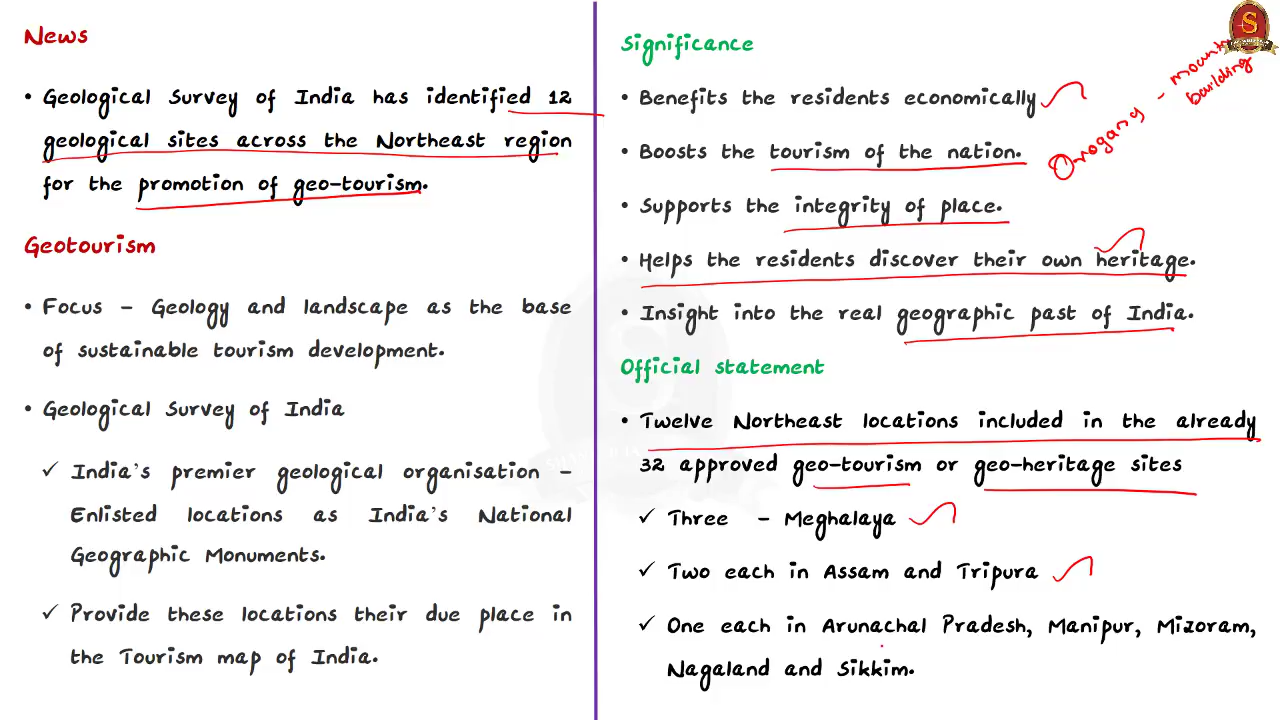 News
• Geological Survey of India has identified 12
geological sites across the Northeast region
for the promotion of geo-tourism.
Geotourism
• Focus – Geology and landscape as the base
of sustainable tourism development.
• Geological Survey of India
✓ India's premier geological organisation –
Enlisted locations as India's National
Geographic Monuments.
✓ Provide these locations their due place in
the Tourism map of India.
Significance
• Benefits the residents economically
• Boosts the tourism of the nation.
• Supports the integrity of place.
• Helps the residents discover their own heritage.
• Insight into the real geographic past of India.
Orogany - mountain
building
Official statement
• Twelve Northeast locations included in the already
32 approved geo-tourism or geo-heritage sites
✓ Three – Meghalaya
✓ Two each in Assam and Tripura
✓ One each in Arunachal Pradesh, Manipur, Mizoram,
Nagaland and Sikkim.
S